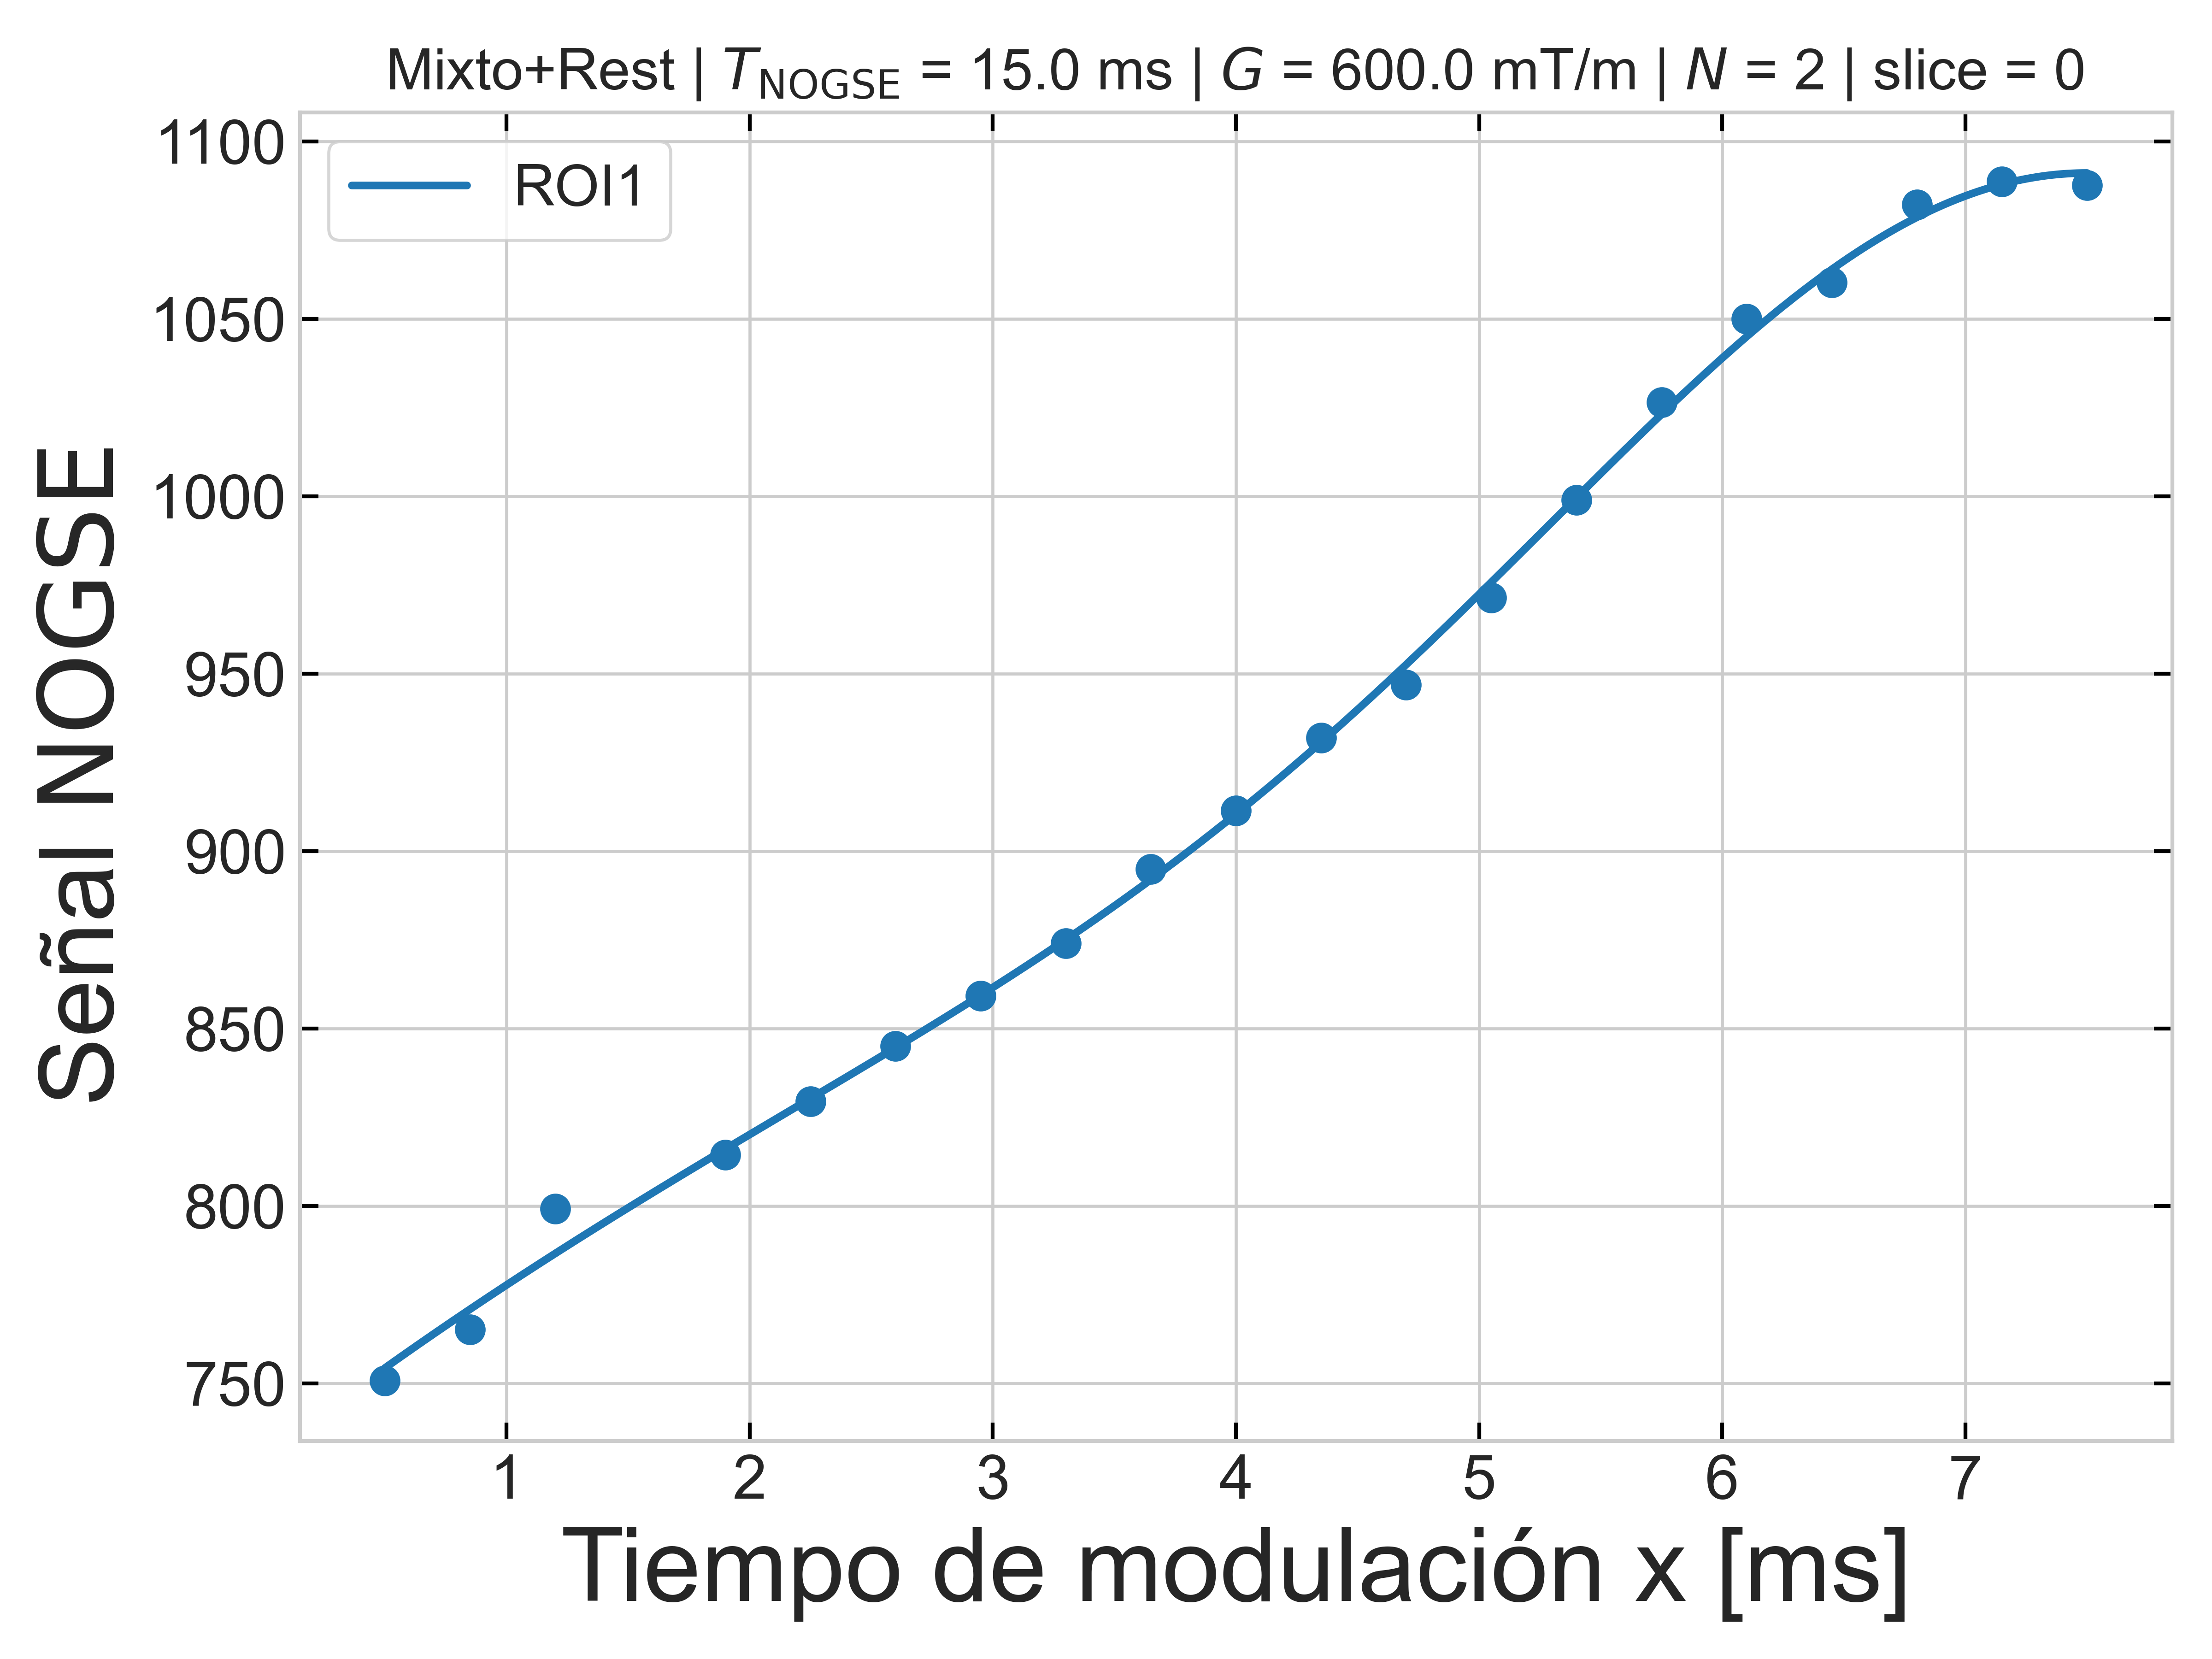 Mixto+Rest | T_NOGSE = 15.0 ms | G = 600.0 mT/m | N = 2 | slice = 0
ROI1
Señal NOGSE
1100
1050
1000
950
900
850
800
750
1 2 3 4 5 6 7
Tiempo de modulación x [ms]